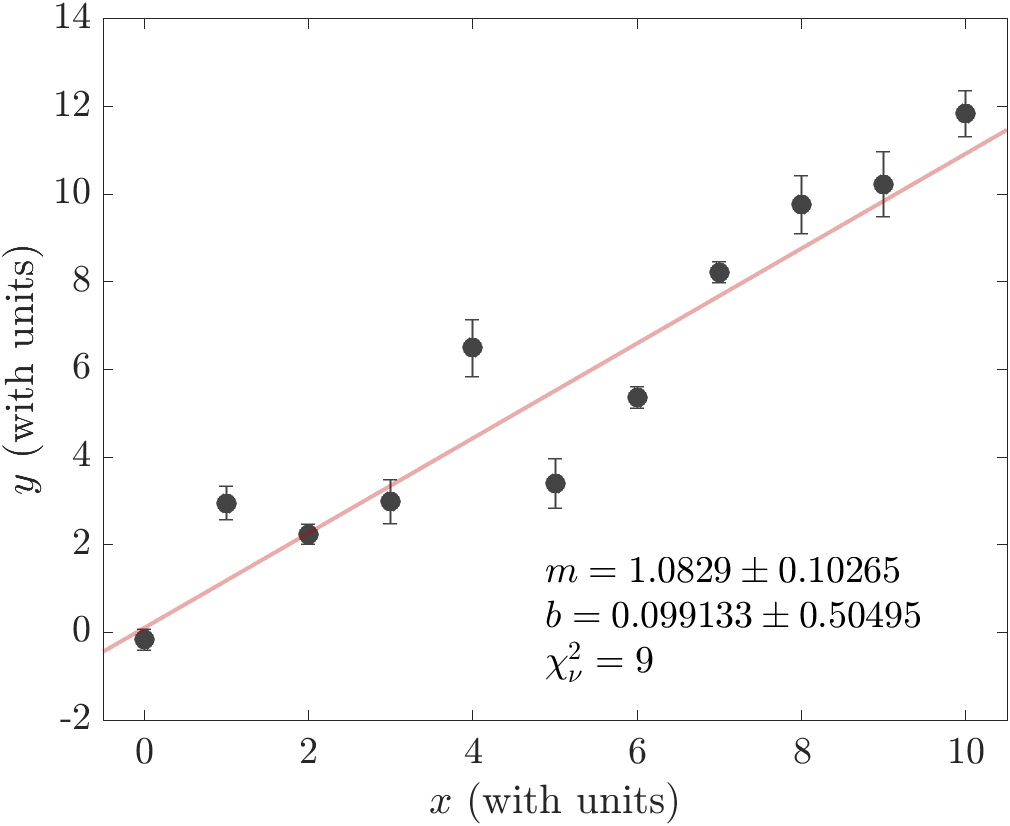 14
12
10
8
6
4
2
0
-2
y (with units)
m = 1.0829 ± 0.10265
b = 0.099133 ± 0.50495
χ²ᵥ = 9
0 2 4 6 8 10
x (with units)